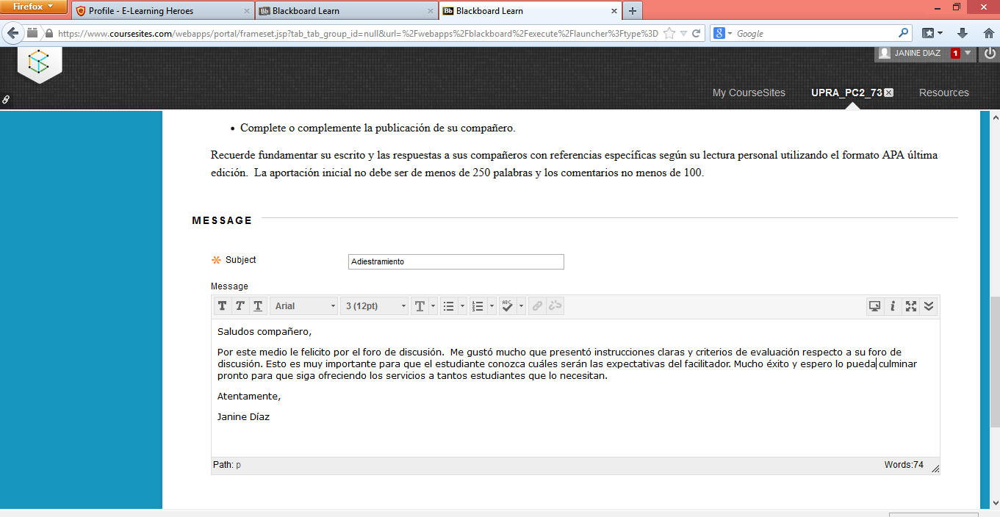 Firefox
Profile - E-Learning Heroes
Blackboard Learn
Blackboard Learn
https://www.coursesites.com/webapps/portal/frameset.jsp?tab_tab_group_id=null&url=%2Fwebapps%2Fblackboard%2Fexecute%2Flauncher%3Ftype%3D
Google
JANINE DIAZ 1
My CourseSites UPRA_PC2_73 Resources
• Complete o complemente la publicación de su compañero.
Recuerde fundamentar su escrito y las respuestas a sus compañeros con referencias específicas según su lectura personal utilizando el formato APA última
edición.  La aportación inicial no debe ser de menos de 250 palabras y los comentarios no menos de 100.
MESSAGE
Subject Adiestramiento
Message
T T T Arial 3 (12pt) T ABC
Saludos compañero,
Por este medio le felicito por el foro de discusión.  Me gustó mucho que presentó instrucciones claras y criterios de evaluación respecto a su foro de
discusión. Esto es muy importante para que el estudiante conozca cuáles serán las expectativas del facilitador. Mucho éxito y espero lo pueda culminar
pronto para que siga ofreciendo los servicios a tantos estudiantes que lo necesitan.
Atentamente,
Janine Díaz
Path: p Words:74